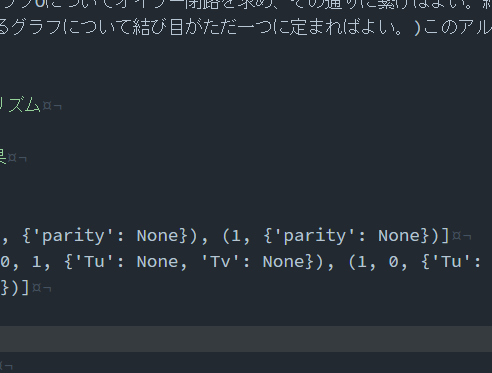 ラフUについてオイラー閉路を求め、その通りに繋げばよい。
るグラフについて結び目がただ一つに定まればよい。)このアル
リズム¤¬
果¤¬
, {'parity': None}), (1, {'parity': None})]¤¬
0, 1, {'Tu': None, 'Tv': None}), (1, 0, {'Tu':
})]¤¬
¤¬